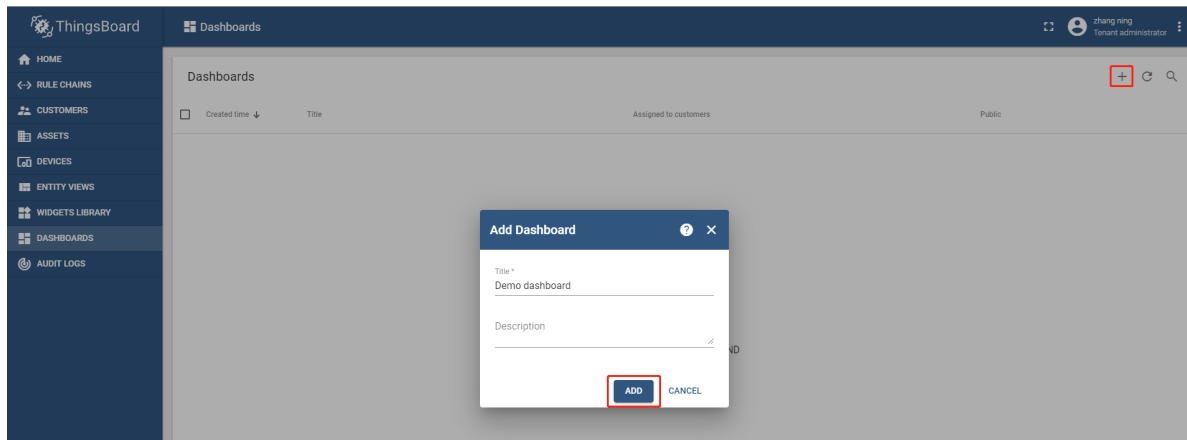 ThingsBoard
Dashboards
zhang ning
Tenant administrator
HOME
RULE CHAINS
CUSTOMERS
ASSETS
DEVICES
ENTITY VIEWS
WIDGETS LIBRARY
DASHBOARDS
AUDIT LOGS
Dashboards
Created time Title Assigned to customers Public
Add Dashboard
Title *
Demo dashboard
Description
ADD CANCEL